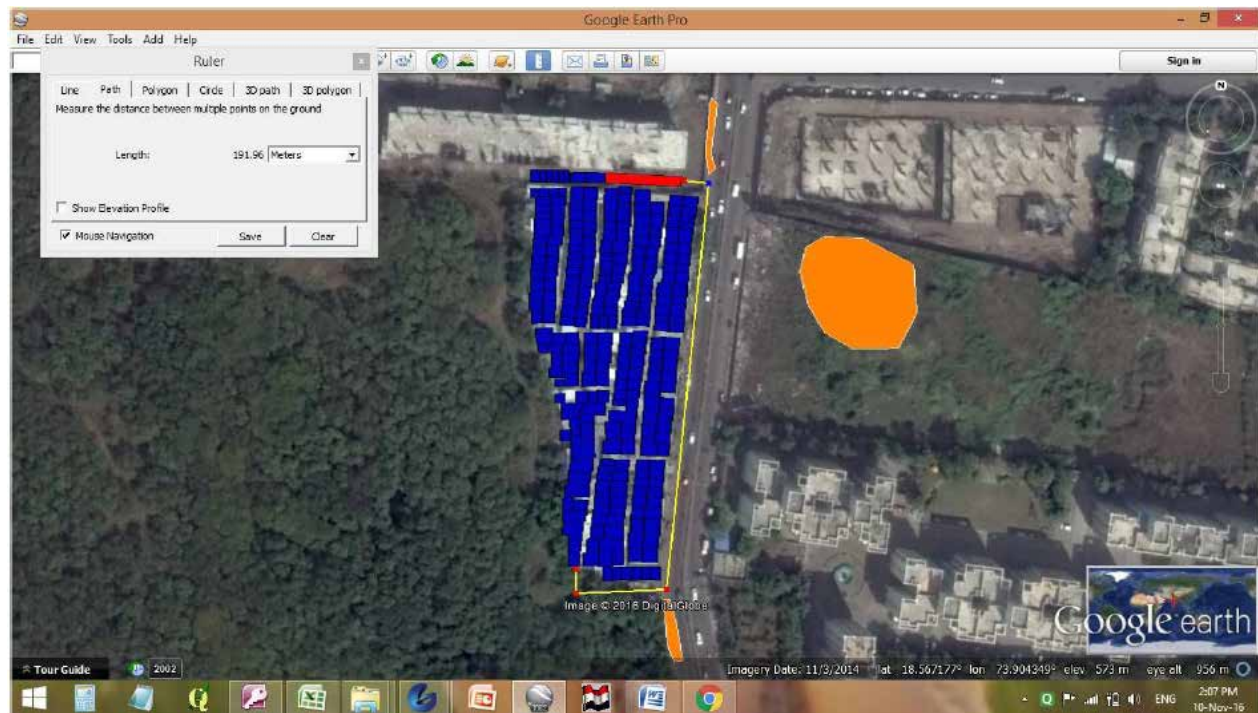 Google Earth Pro
File Edit View Tools Add Help
Sign in
Ruler
Line Path Polygon Circle 3D path 3D polygon
Measure the distance between multiple points on the ground
Length: 191.96 Meters
Show Elevation Profile
Mouse Navigation Save Clear
N
Image © 2016 DigitalGlobe
Google earth
Tour Guide 2002 Imagery Date: 11/3/2014 lat 18.567177° lon 73.904349° elev 573 m eye alt 956 m
ENG 2:07 PM
10-Nov-16